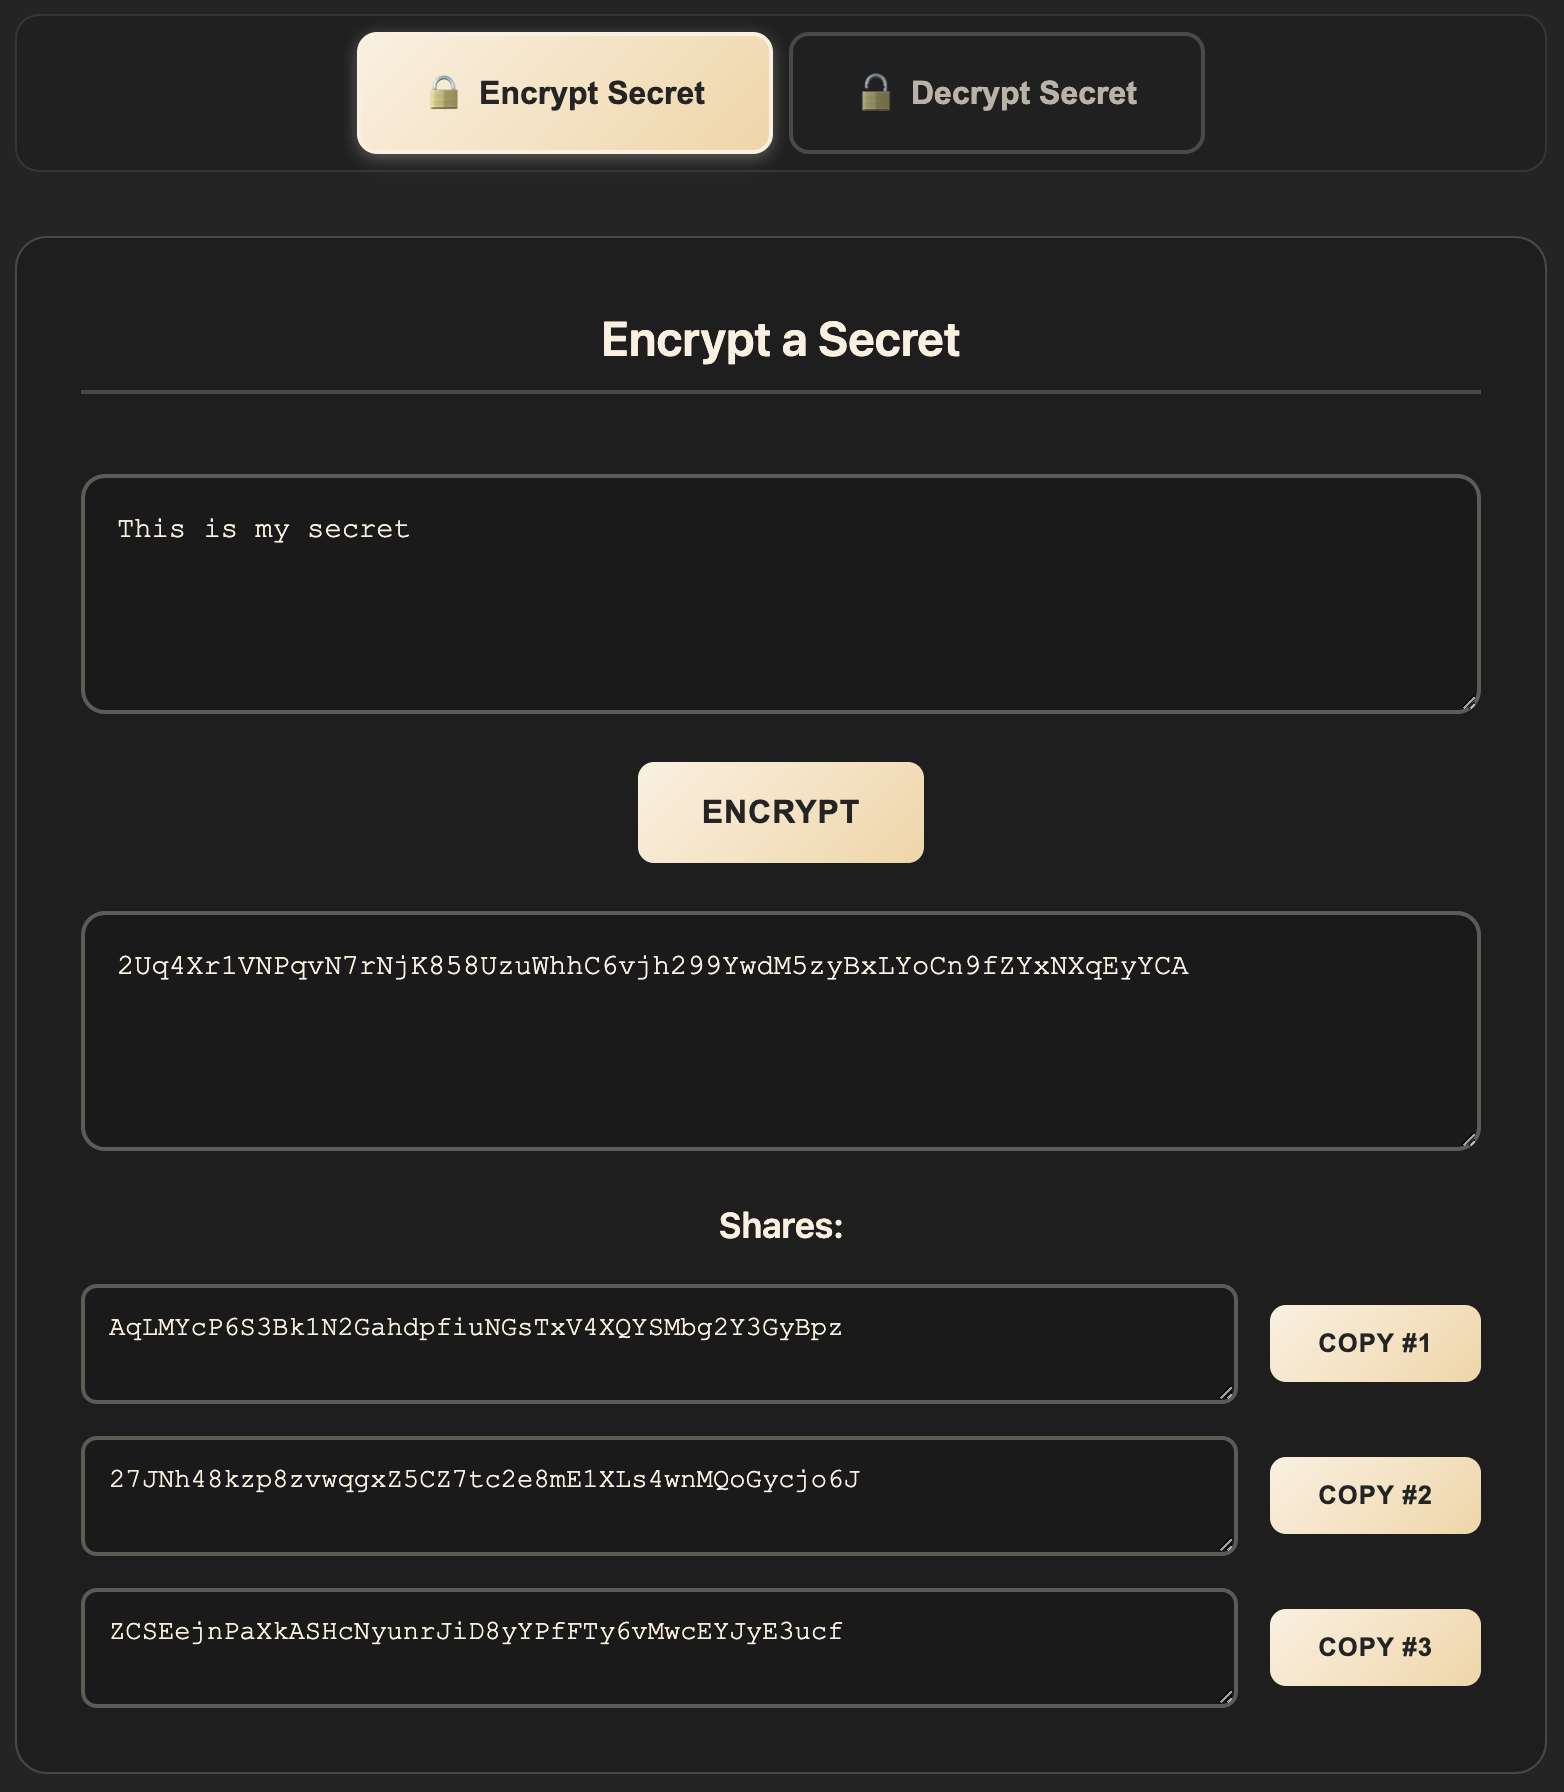 Encrypt Secret
Decrypt Secret
Encrypt a Secret
This is my secret
ENCRYPT
2Uq4Xr1VNPqvN7rNjK858UzuWhhC6vjh299YwdM5zyBxLYoCn9fZYxNXqEyYCA
Shares:
AqLMYcP6S3Bk1N2GahdpfiuNGsTxV4XQYSMbg2Y3GyBpz
COPY #1
27JNh48kzp8zvwqgxZ5CZ7tc2e8mE1XLs4wnMQoGycjo6J
COPY #2
ZCSEejnPaXkASHcNyunrJiD8yYPfFTy6vMwcEYJyE3ucf
COPY #3